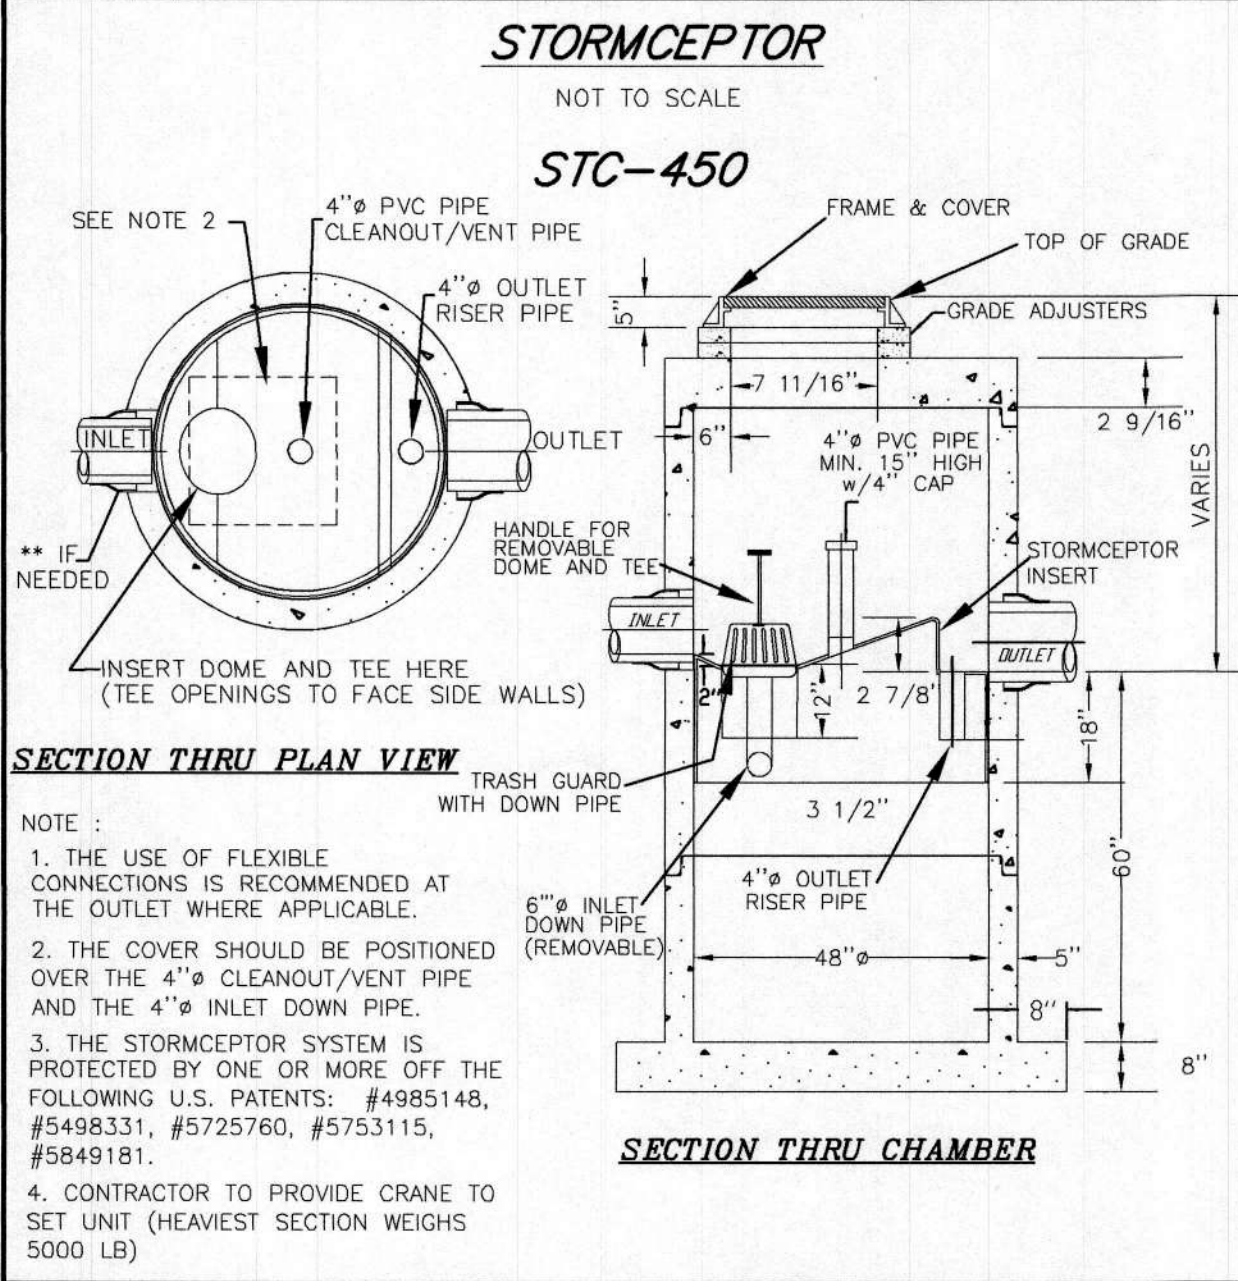 STORMCEPTOR
NOT TO SCALE
STC-450
SEE NOTE 2
4''ø PVC PIPE
CLEANOUT/VENT PIPE
4''ø OUTLET
RISER PIPE
INLET
OUTLET
** IF
NEEDED
INSERT DOME AND TEE HERE
(TEE OPENINGS TO FACE SIDE WALLS)
SECTION THRU PLAN VIEW
FRAME & COVER
TOP OF GRADE
5''
GRADE ADJUSTERS
7 11/16''
2 9/16''
6''
4''ø PVC PIPE
MIN. 15'' HIGH
w/4'' CAP
VARIES
HANDLE FOR
REMOVABLE
DOME AND TEE
STORMCEPTOR
INSERT
INLET
OUTLET
2''
12''
2 7/8'
18''
TRASH GUARD
WITH DOWN PIPE
3 1/2''
60''
4''ø OUTLET
RISER PIPE
6'''ø INLET
DOWN PIPE
(REMOVABLE)
48''ø
5''
8''
8''
SECTION THRU CHAMBER
NOTE :
1. THE USE OF FLEXIBLE
CONNECTIONS IS RECOMMENDED AT
THE OUTLET WHERE APPLICABLE.
2. THE COVER SHOULD BE POSITIONED
OVER THE 4''ø CLEANOUT/VENT PIPE
AND THE 4''ø INLET DOWN PIPE.
3. THE STORMCEPTOR SYSTEM IS
PROTECTED BY ONE OR MORE OFF THE
FOLLOWING U.S. PATENTS: #4985148,
#5498331, #5725760, #5753115,
#5849181.
4. CONTRACTOR TO PROVIDE CRANE TO
SET UNIT (HEAVIEST SECTION WEIGHS
5000 LB)